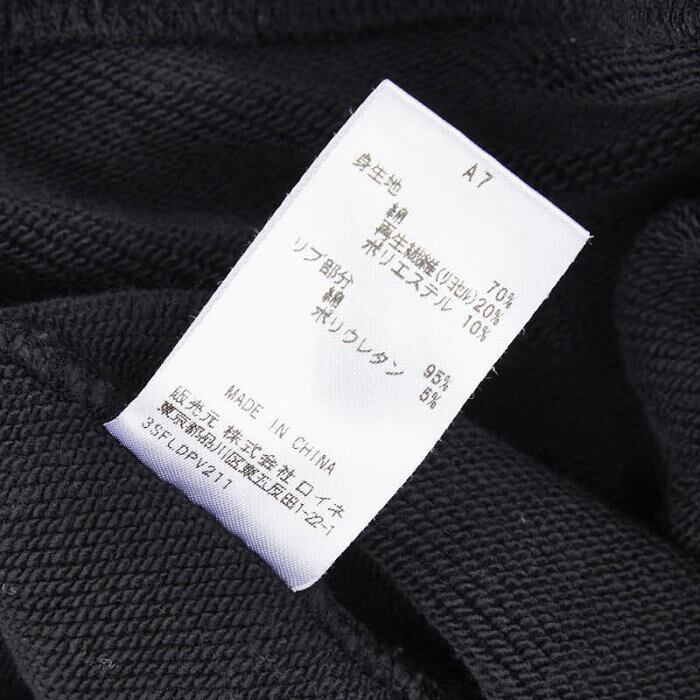 A7
身生地
綿 70%
再生繊維(リヨセル) 20%
ポリエステル 10%
リブ部分
綿 95%
ポリウレタン 5%
MADE IN CHINA
販売元 株式会社ロイネ
東京都品川区東五反田1-22-1
3SFLDPV211